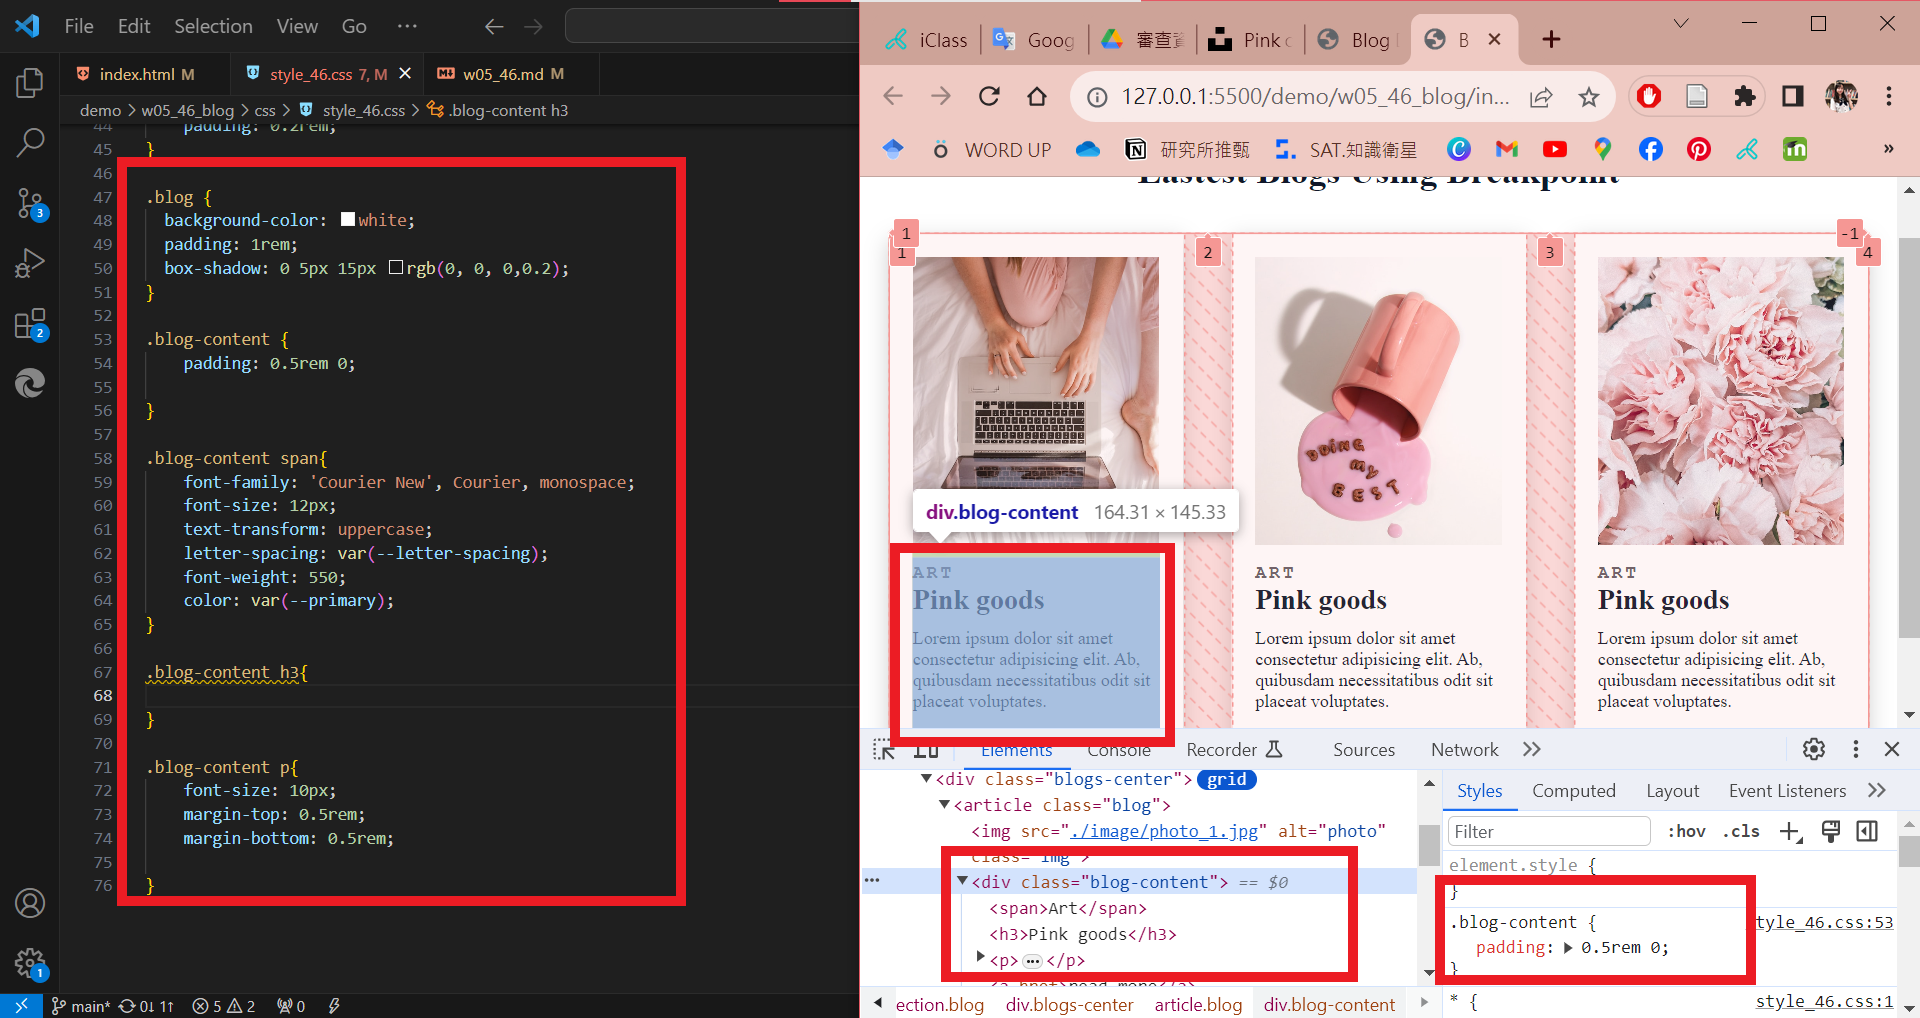 File Edit Selection View Go ···
index.html M
style_46.css 7, M
w05_46.md M
demo > w05_46_blog > css > style_46.css > .blog-content h3
44 padding: 0.2rem;
45 }
46
47 .blog {
48 background-color: white;
49 padding: 1rem;
50 box-shadow: 0 5px 15px rgb(0, 0, 0,0.2);
51 }
52
53 .blog-content {
54 padding: 0.5rem 0;
55
56 }
57
58 .blog-content span{
59 font-family: 'Courier New', Courier, monospace;
60 font-size: 12px;
61 text-transform: uppercase;
62 letter-spacing: var(--letter-spacing);
63 font-weight: 550;
64 color: var(--primary);
65 }
66
67 .blog-content h3{
68
69 }
70
71 .blog-content p{
72 font-size: 10px;
73 margin-top: 0.5rem;
74 margin-bottom: 0.5rem;
75
76 }
3
2
1
main* 0↓ 1↑ 5 2 0
iClass
Goog
審查資
Pink c
Blog
B
127.0.0.1:5500/demo/w05_46_blog/in...
WORD UP
研究所推甄
SAT.知識衛星
»
Lastest Blogs Using Breakpoint
1 -1
1 2 3 4
DOING
my
BEST
div.blog-content 164.31 × 145.33
ART
Pink goods
Lorem ipsum dolor sit amet
consectetur adipisicing elit. Ab,
quibusdam necessitatibus odit sit
placeat voluptates.
ART
Pink goods
Lorem ipsum dolor sit amet
consectetur adipisicing elit. Ab,
quibusdam necessitatibus odit sit
placeat voluptates.
ART
Pink goods
Lorem ipsum dolor sit amet
consectetur adipisicing elit. Ab,
quibusdam necessitatibus odit sit
placeat voluptates.
Elements Console Recorder Sources Network
<div class="blogs-center"> grid
<article class="blog">
<img src="./image/photo_1.jpg" alt="photo"
class="img">
<div class="blog-content"> == $0
<span>Art</span>
<h3>Pink goods</h3>
<p>···</p>
<a href>read more</a>
ection.blog div.blogs-center article.blog div.blog-content
Styles Computed Layout Event Listeners
Filter :hov .cls
element.style {
}
.blog-content { tyle_46.css:53
padding: 0.5rem 0;
}
* { style_46.css:1